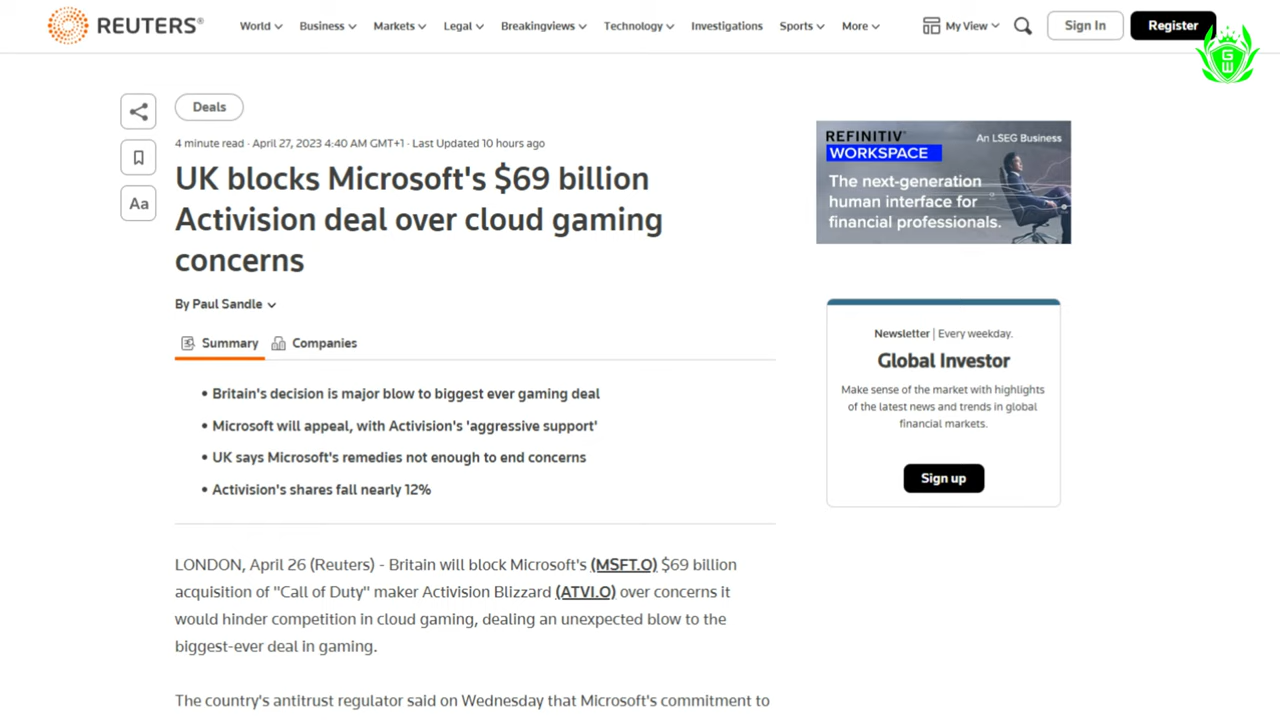 REUTERS®
World Business Markets Legal Breakingviews Technology Investigations Sports More My View Sign In Register
GW
Deals
4 minute read · April 27, 2023 4:40 AM GMT+1 · Last Updated 10 hours ago
UK blocks Microsoft's $69 billion
Activision deal over cloud gaming
concerns
By Paul Sandle
Summary Companies
• Britain's decision is major blow to biggest ever gaming deal
• Microsoft will appeal, with Activision's 'aggressive support'
• UK says Microsoft's remedies not enough to end concerns
• Activision's shares fall nearly 12%
LONDON, April 26 (Reuters) - Britain will block Microsoft's (MSFT.O) $69 billion
acquisition of "Call of Duty" maker Activision Blizzard (ATVI.O) over concerns it
would hinder competition in cloud gaming, dealing an unexpected blow to the
biggest-ever deal in gaming.
The country's antitrust regulator said on Wednesday that Microsoft's commitment to
Aa
REFINITIV An LSEG Business
WORKSPACE
The next-generation
human interface for
financial professionals.
Newsletter | Every weekday.
Global Investor
Make sense of the market with highlights
of the latest news and trends in global
financial markets.
Sign up